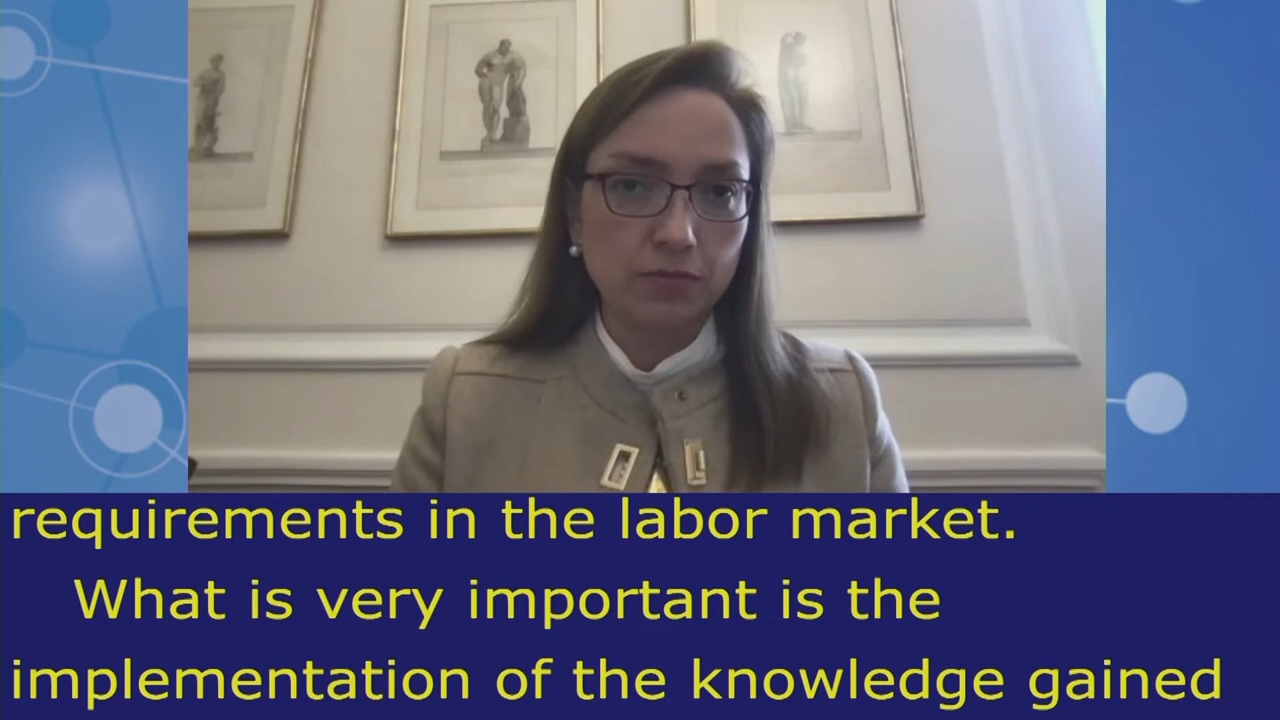 requirements in the labor market.
What is very important is the
implementation of the knowledge gained